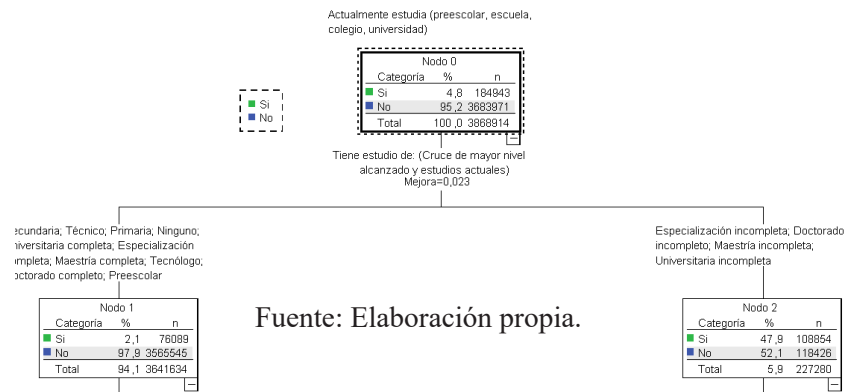 Actualmente estudia (preescolar, escuela,
colegio, universidad)
Nodo 0
Categoría % n
Si 4,8 184943
No 95,2 3683971
Total 100,0 3868914
Si
No
Tiene estudio de: (Cruce de mayor nivel
alcanzado y estudios actuales)
Mejora=0,023
ecundaria; Técnico; Primaria; Ninguno;
niversitaria completa; Especialización
mpleta; Maestría completa; Tecnólogo;
octorado completo; Preescolar
Nodo 1
Categoría % n
Si 2,1 76089
No 97,9 3565545
Total 94,1 3641634
Fuente: Elaboración propia.
Especialización incompleta; Doctorado
incompleto; Maestría incompleta;
Universitaria incompleta
Nodo 2
Categoría % n
Si 47,9 108854
No 52,1 118426
Total 5,9 227280